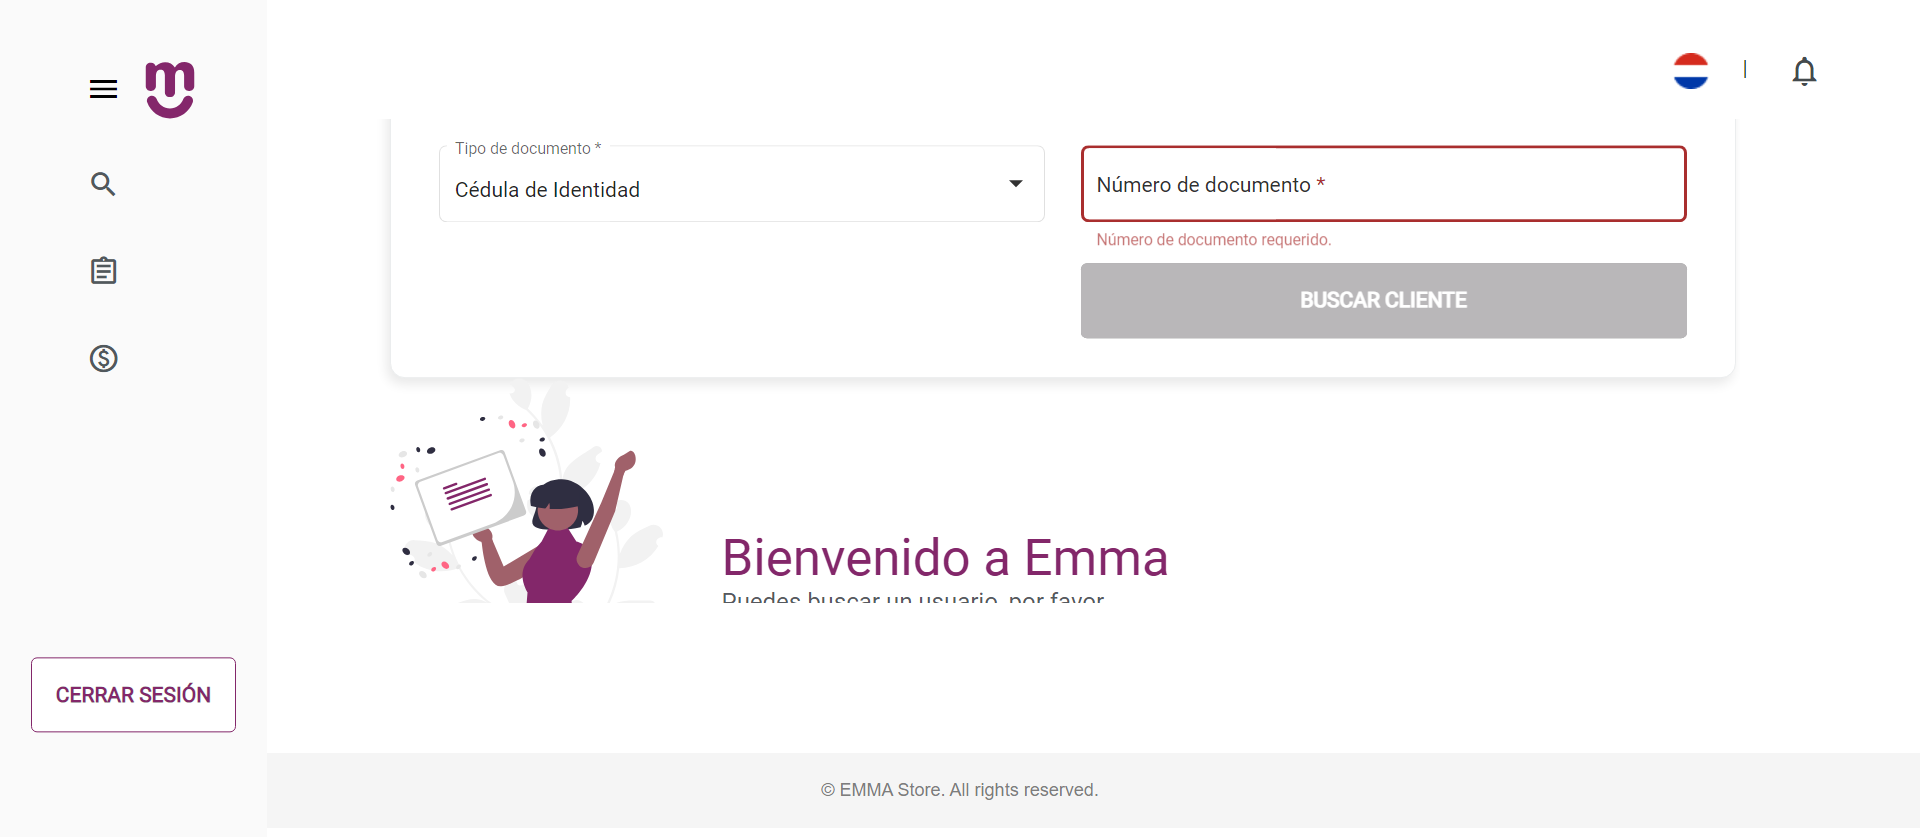 Tipo de documento *
Cédula de Identidad
Número de documento *
Número de documento requerido.
BUSCAR CLIENTE
Bienvenido a Emma
Puedes buscar un usuario, por favor
CERRAR SESIÓN
© EMMA Store. All rights reserved.